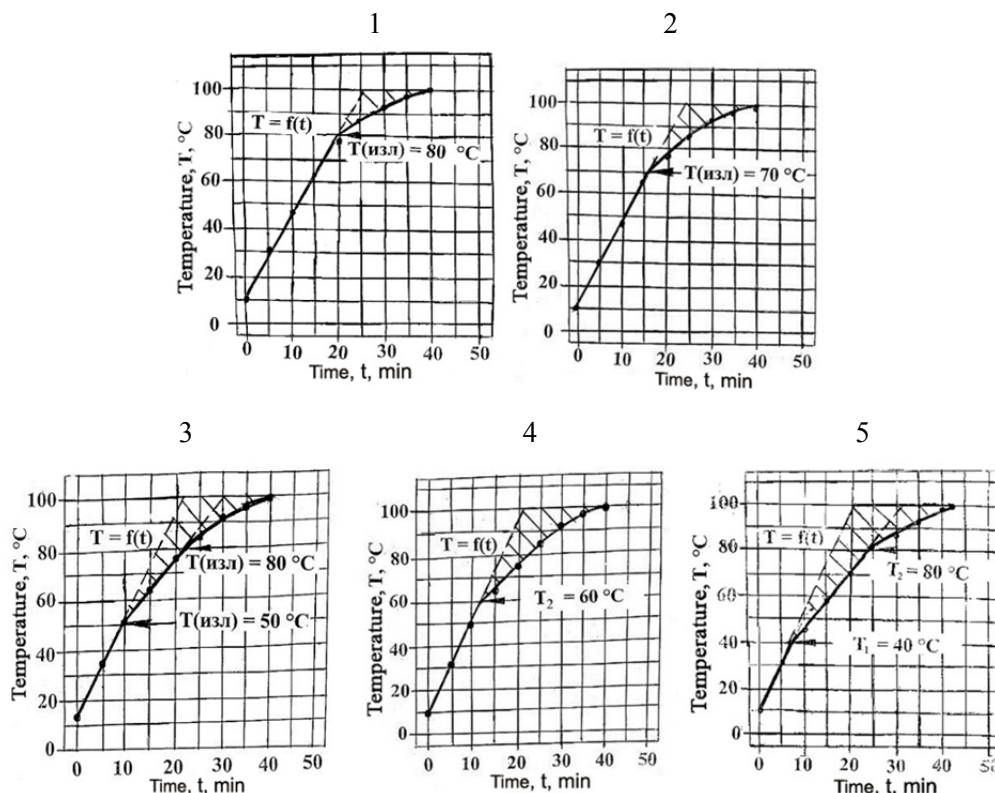 1
2
Temperature, T, °C
100
80
60
40
20
0
T = f(t)
T(изл) = 80 °C
0 10 20 30 40 50
Time, t, min
Temperature, T, °C
100
80
60
40
20
0
T = f(t)
T(изл) = 70 °C
0 10 20 30 40 50
Time, t, min
3
4
5
Temperature, T, °C
100
80
60
40
20
0
T = f(t)
T(изл) = 80 °C
T(изл) = 50 °C
0 10 20 30 40 50
Time, t, min
Temperature, T, °C
100
80
60
40
20
0
T = f(t)
T₂ = 60 °C
0 10 20 30 40 50
Time, t, min
Temperature, T, °C
100
80
60
40
20
0
T = f(t)
T₂ = 80 °C
T₁ = 40 °C
0 10 20 30 40 50
Time, t, min